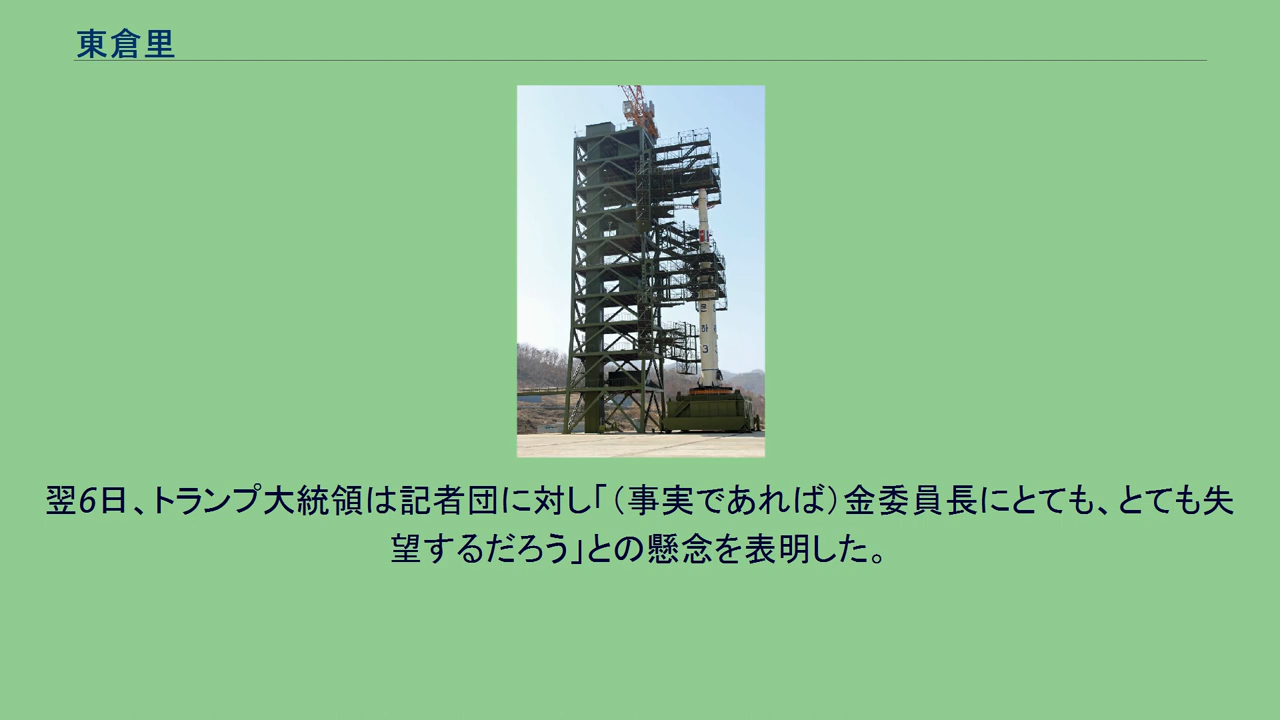 東倉里
하
3
翌6日、トランプ大統領は記者団に対し「（事実であれば）金委員長にとても、とても失
望するだろう」との懸念を表明した。